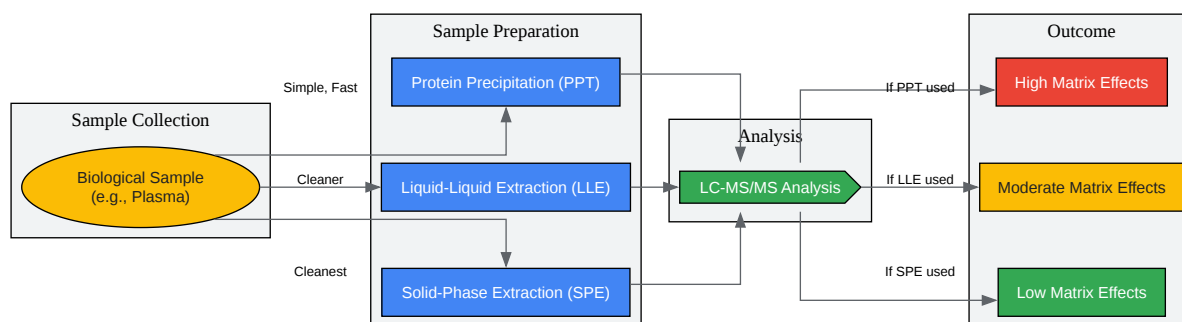 Sample Collection
Biological Sample
(e.g., Plasma)
Simple, Fast
Cleaner
Cleanest
Sample Preparation
Protein Precipitation (PPT)
Liquid-Liquid Extraction (LLE)
Solid-Phase Extraction (SPE)
Analysis
LC-MS/MS Analysis
If PPT used
If LLE used
If SPE used
Outcome
High Matrix Effects
Moderate Matrix Effects
Low Matrix Effects